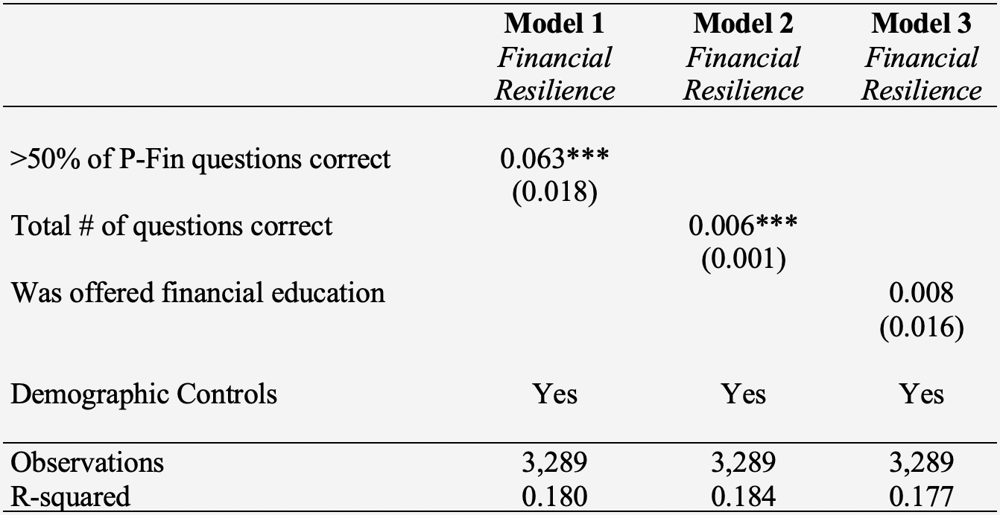 Model 1 Model 2 Model 3
Financial Financial Financial
Resilience Resilience Resilience
>50% of P-Fin questions correct 0.063***
(0.018)
Total # of questions correct 0.006***
(0.001)
Was offered financial education 0.008
(0.016)
Demographic Controls Yes Yes Yes
Observations 3,289 3,289 3,289
R-squared 0.180 0.184 0.177